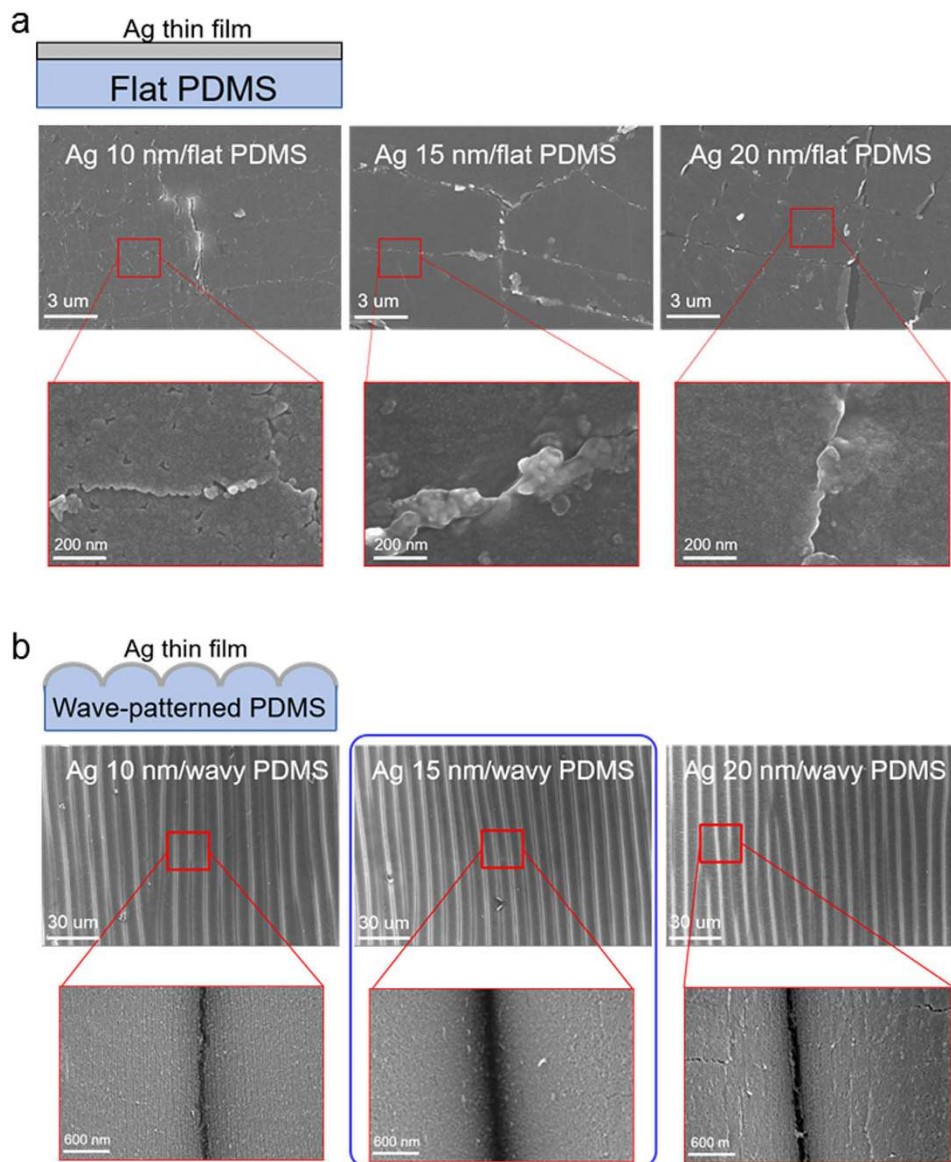 a
Ag thin film
Flat PDMS
Ag 10 nm/flat PDMS
Ag 15 nm/flat PDMS
Ag 20 nm/flat PDMS
3 um
3 um
3 um
200 nm
200 nm
200 nm
b
Ag thin film
Wave-patterned PDMS
Ag 10 nm/wavy PDMS
Ag 15 nm/wavy PDMS
Ag 20 nm/wavy PDMS
30 um
30 um
30 um
600 nm
600 nm
600 m